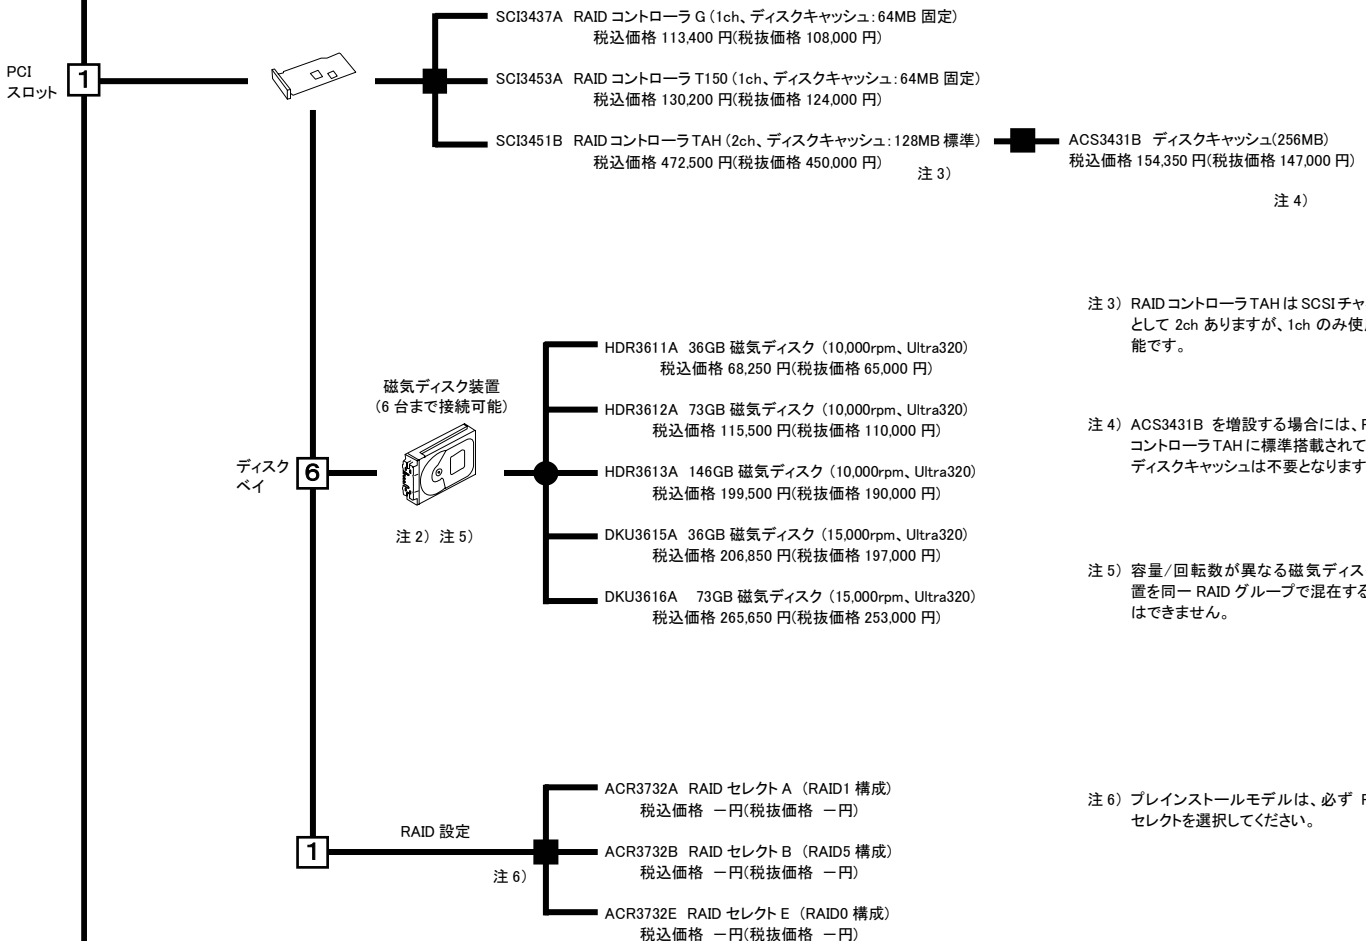 SCI3437A RAID コントローラ G (1ch、ディスクキャッシュ:64MB 固定)
税込価格 113,400 円(税抜価格 108,000 円)
PCI
スロット
1
SCI3453A RAID コントローラ T150 (1ch、ディスクキャッシュ:64MB 固定)
税込価格 130,200 円(税抜価格 124,000 円)
SCI3451B RAID コントローラ TAH (2ch、ディスクキャッシュ:128MB 標準)
税込価格 472,500 円(税抜価格 450,000 円)
注 3)
ACS3431B ディスクキャッシュ(256MB)
税込価格 154,350 円(税抜価格 147,000 円)
注 4)
注 3) RAID コントローラ TAH は SCSI チャ
として 2ch ありますが、1ch のみ使
能です。
HDR3611A 36GB 磁気ディスク (10,000rpm、Ultra320)
税込価格 68,250 円(税抜価格 65,000 円)
磁気ディスク装置
(6 台まで接続可能)
HDR3612A 73GB 磁気ディスク (10,000rpm、Ultra320)
税込価格 115,500 円(税抜価格 110,000 円)
注 4) ACS3431B を増設する場合には、
コントローラ TAH に標準搭載されて
ディスクキャッシュは不要となります
ディスク
ベイ
6
HDR3613A 146GB 磁気ディスク (10,000rpm、Ultra320)
税込価格 199,500 円(税抜価格 190,000 円)
注 2) 注 5)
DKU3615A 36GB 磁気ディスク (15,000rpm、Ultra320)
税込価格 206,850 円(税抜価格 197,000 円)
注 5) 容量/回転数が異なる磁気ディス
置を同一 RAID グループで混在する
はできません。
DKU3616A 73GB 磁気ディスク (15,000rpm、Ultra320)
税込価格 265,650 円(税抜価格 253,000 円)
ACR3732A RAID セレクト A (RAID1 構成)
税込価格 －円(税抜価格 －円)
注 6) プレインストールモデルは、必ず
セレクトを選択してください。
RAID 設定
1
注 6)
ACR3732B RAID セレクト B (RAID5 構成)
税込価格 －円(税抜価格 －円)
ACR3732E RAID セレクト E (RAID0 構成)
税込価格 －円(税抜価格 －円)